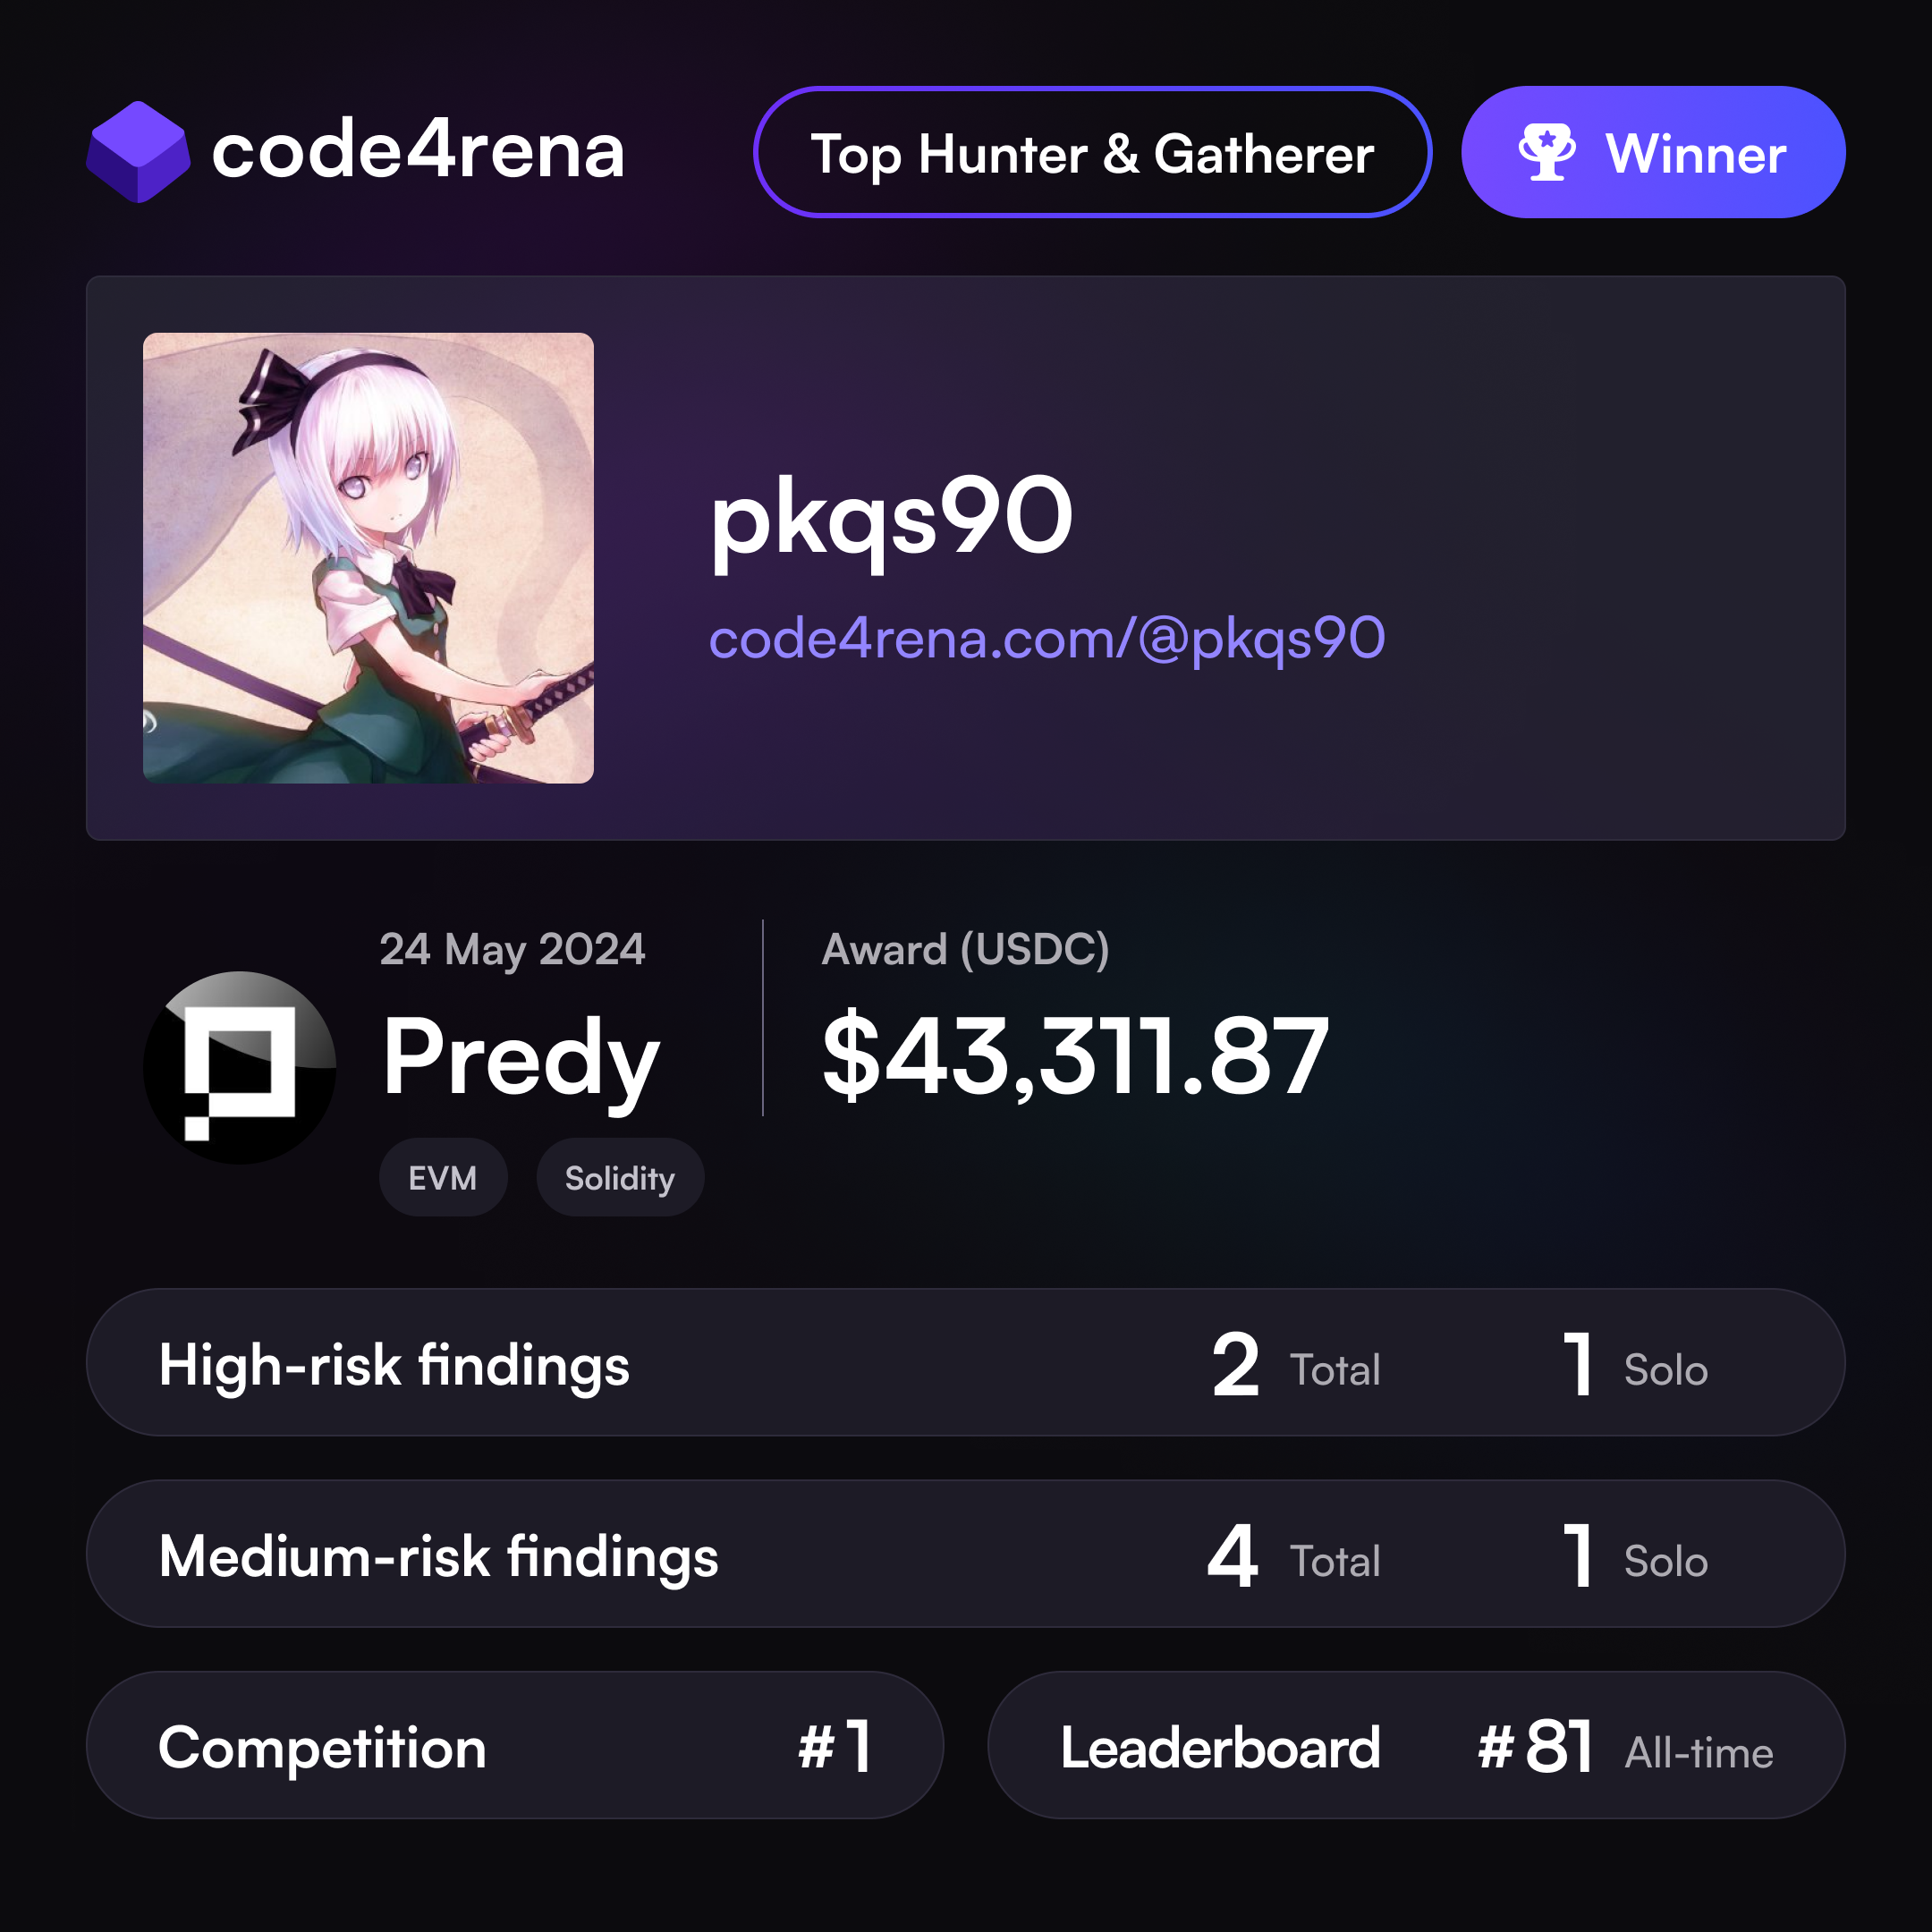 code4rena
Top Hunter & Gatherer
Winner
pkqs90
code4rena.com/@pkqs90
24 May 2024
Predy
EVM Solidity
Award (USDC)
$43,311.87
High-risk findings 2 Total 1 Solo
Medium-risk findings 4 Total 1 Solo
Competition #1
Leaderboard #81 All-time